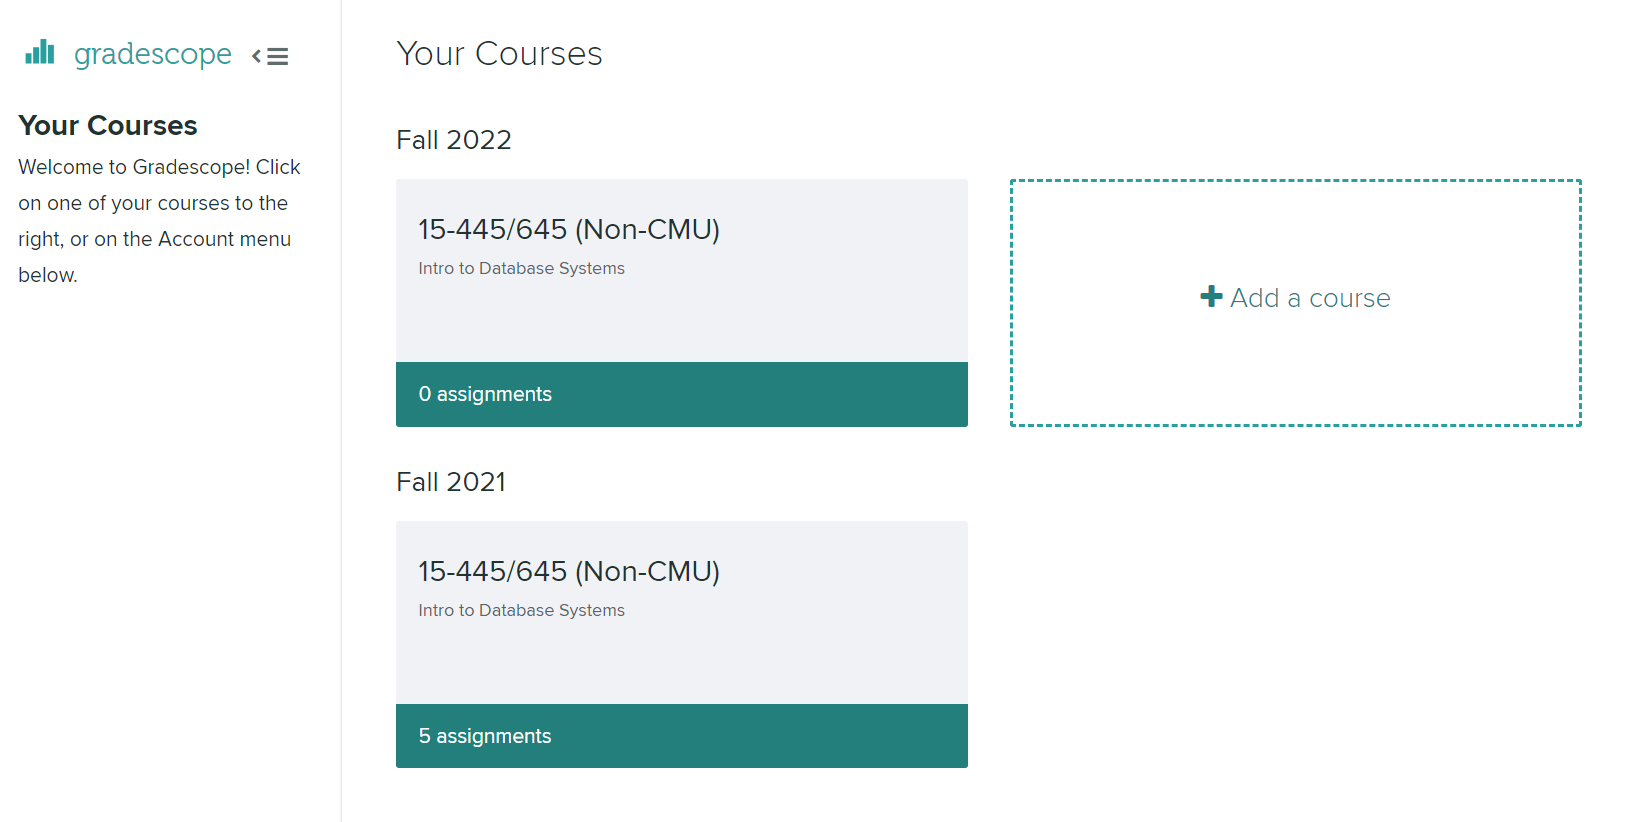 gradescope
Your Courses
Welcome to Gradescope! Click
on one of your courses to the
right, or on the Account menu
below.
Your Courses
Fall 2022
15-445/645 (Non-CMU)
Intro to Database Systems
0 assignments
Add a course
Fall 2021
15-445/645 (Non-CMU)
Intro to Database Systems
5 assignments